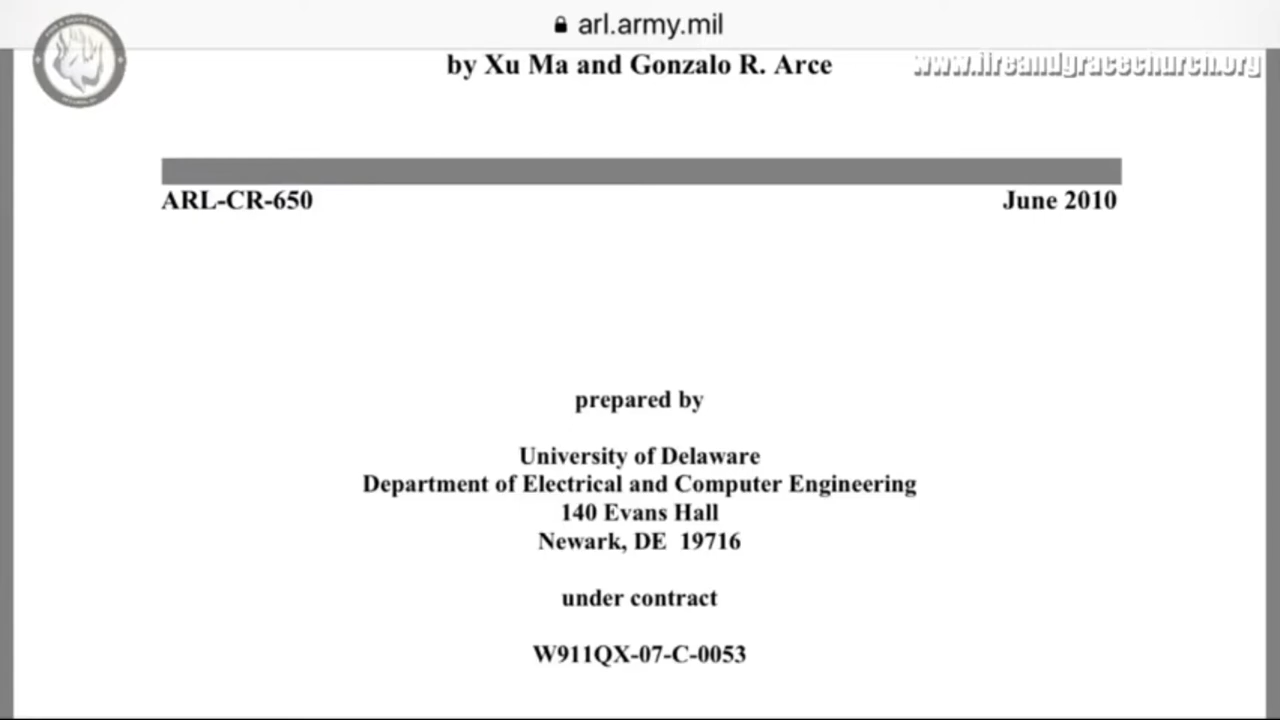 arl.army.mil
by Xu Ma and Gonzalo R. Arce
www.fireandgracechurch.org
ARL-CR-650
June 2010
prepared by
University of Delaware
Department of Electrical and Computer Engineering
140 Evans Hall
Newark, DE 19716
under contract
W911QX-07-C-0053